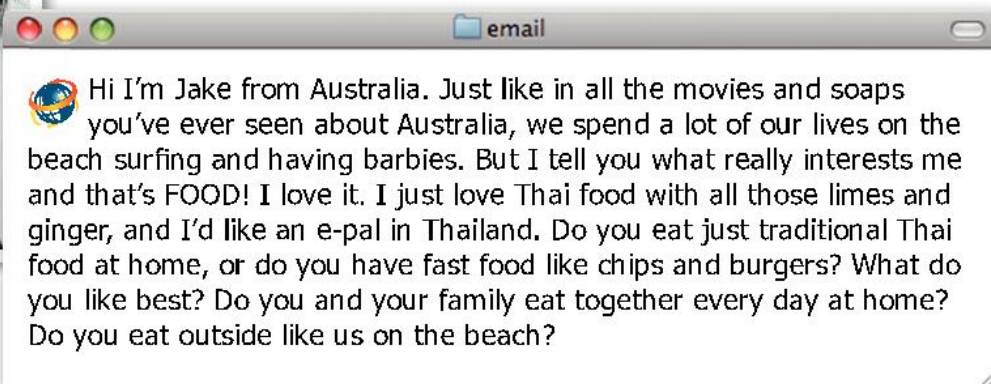 email
Hi I'm Jake from Australia. Just like in all the movies and soaps
you've ever seen about Australia, we spend a lot of our lives on the
beach surfing and having barbies. But I tell you what really interests me
and that's FOOD! I love it. I just love Thai food with all those limes and
ginger, and I'd like an e-pal in Thailand. Do you eat just traditional Thai
food at home, or do you have fast food like chips and burgers? What do
you like best? Do you and your family eat together every day at home?
Do you eat outside like us on the beach?